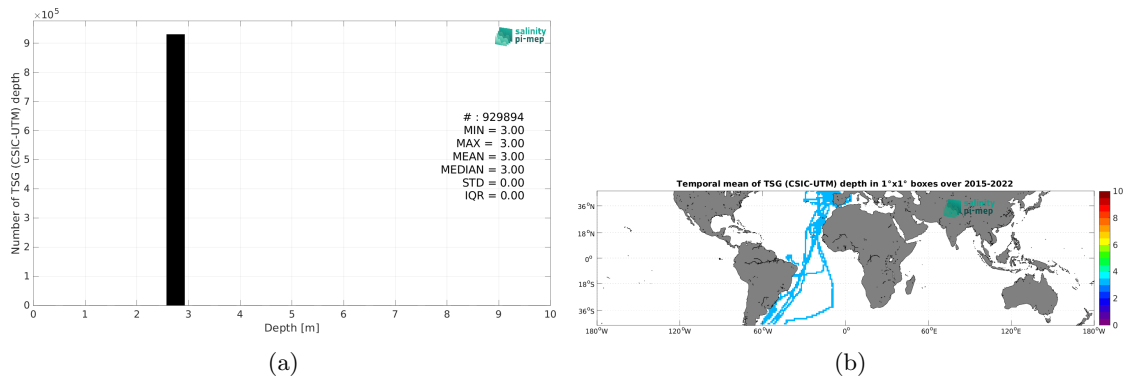 ×10⁵
9
8
7
6
5
4
3
2
1
0
Number of TSG (CSIC-UTM) depth
salinity
pi-mep
# : 929894
MIN = 3.00
MAX = 3.00
MEAN = 3.00
MEDIAN = 3.00
STD = 0.00
IQR = 0.00
0 1 2 3 4 5 6 7 8 9 10
Depth [m]
(a)
Temporal mean of TSG (CSIC-UTM) depth in 1°x1° boxes over 2015-2022
salinity
pi-mep
36°N
18°N
0°
18°S
36°S
180°W 120°W 60°W 0° 60°E 120°E 180°W
10
8
6
4
2
0
(b)